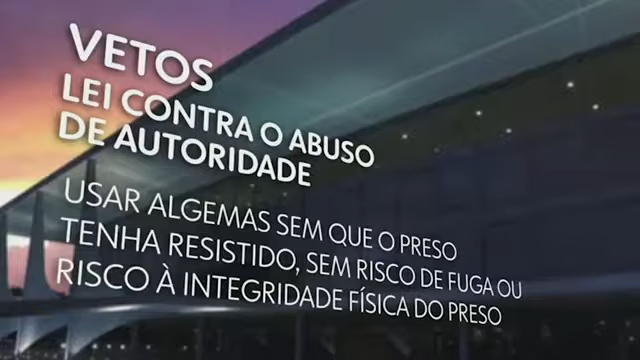 VETOS
LEI CONTRA O ABUSO
DE AUTORIDADE
USAR ALGEMAS SEM QUE O PRESO
TENHA RESISTIDO, SEM RISCO DE FUGA OU
RISCO À INTEGRIDADE FÍSICA DO PRESO